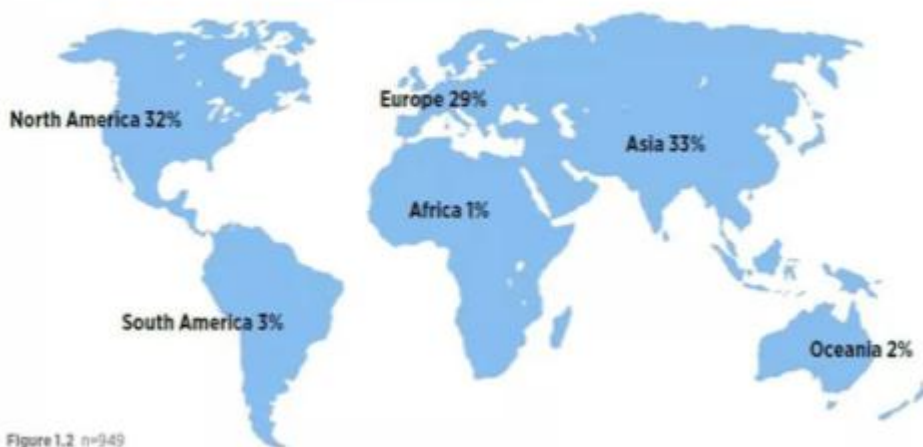 North America 32%
Europe 29%
Asia 33%
Africa 1%
South America 3%
Oceania 2%
Figure 1.2 n=949